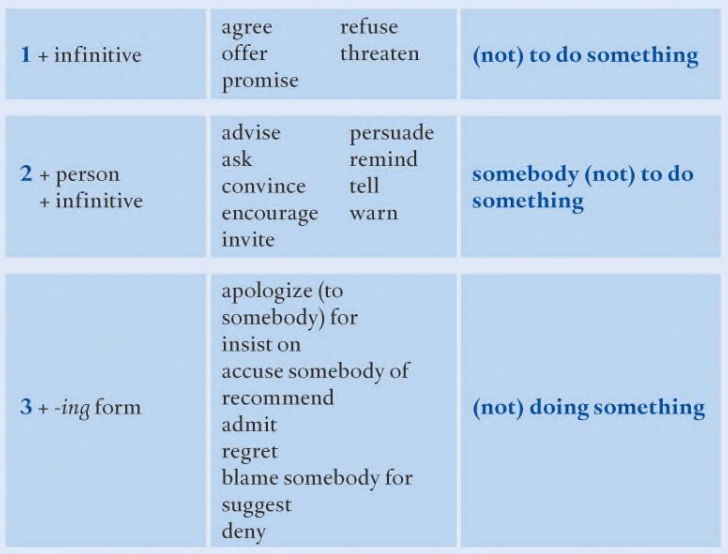 1 + infinitive
agree refuse
offer threaten
promise
(not) to do something
2 + person
+ infinitive
advise persuade
ask remind
convince tell
encourage warn
invite
somebody (not) to do
something
3 + -ing form
apologize (to
somebody) for
insist on
accuse somebody of
recommend
admit
regret
blame somebody for
suggest
deny
(not) doing something